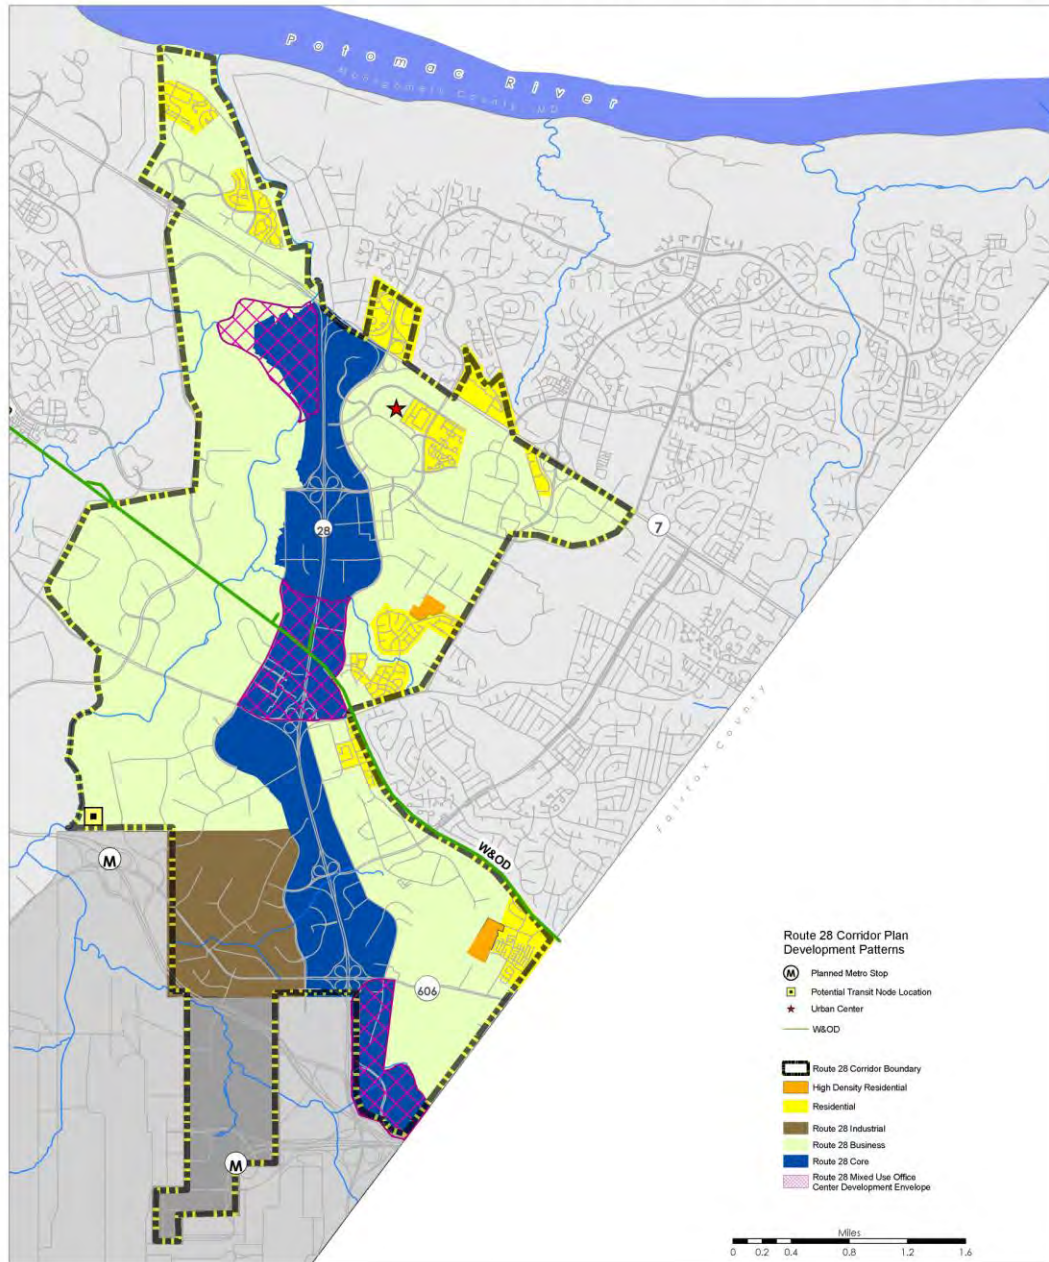 Potomac River
Montgomery County, MD
28
7
Fairfax County
W&OD
M
606
M
Route 28 Corridor Plan
Development Patterns
M Planned Metro Stop
Potential Transit Node Location
Urban Center
W&OD
Route 28 Corridor Boundary
High Density Residential
Residential
Route 28 Industrial
Route 28 Business
Route 28 Core
Route 28 Mixed Use Office
Center Development Envelope
Miles
0 0.2 0.4 0.8 1.2 1.6